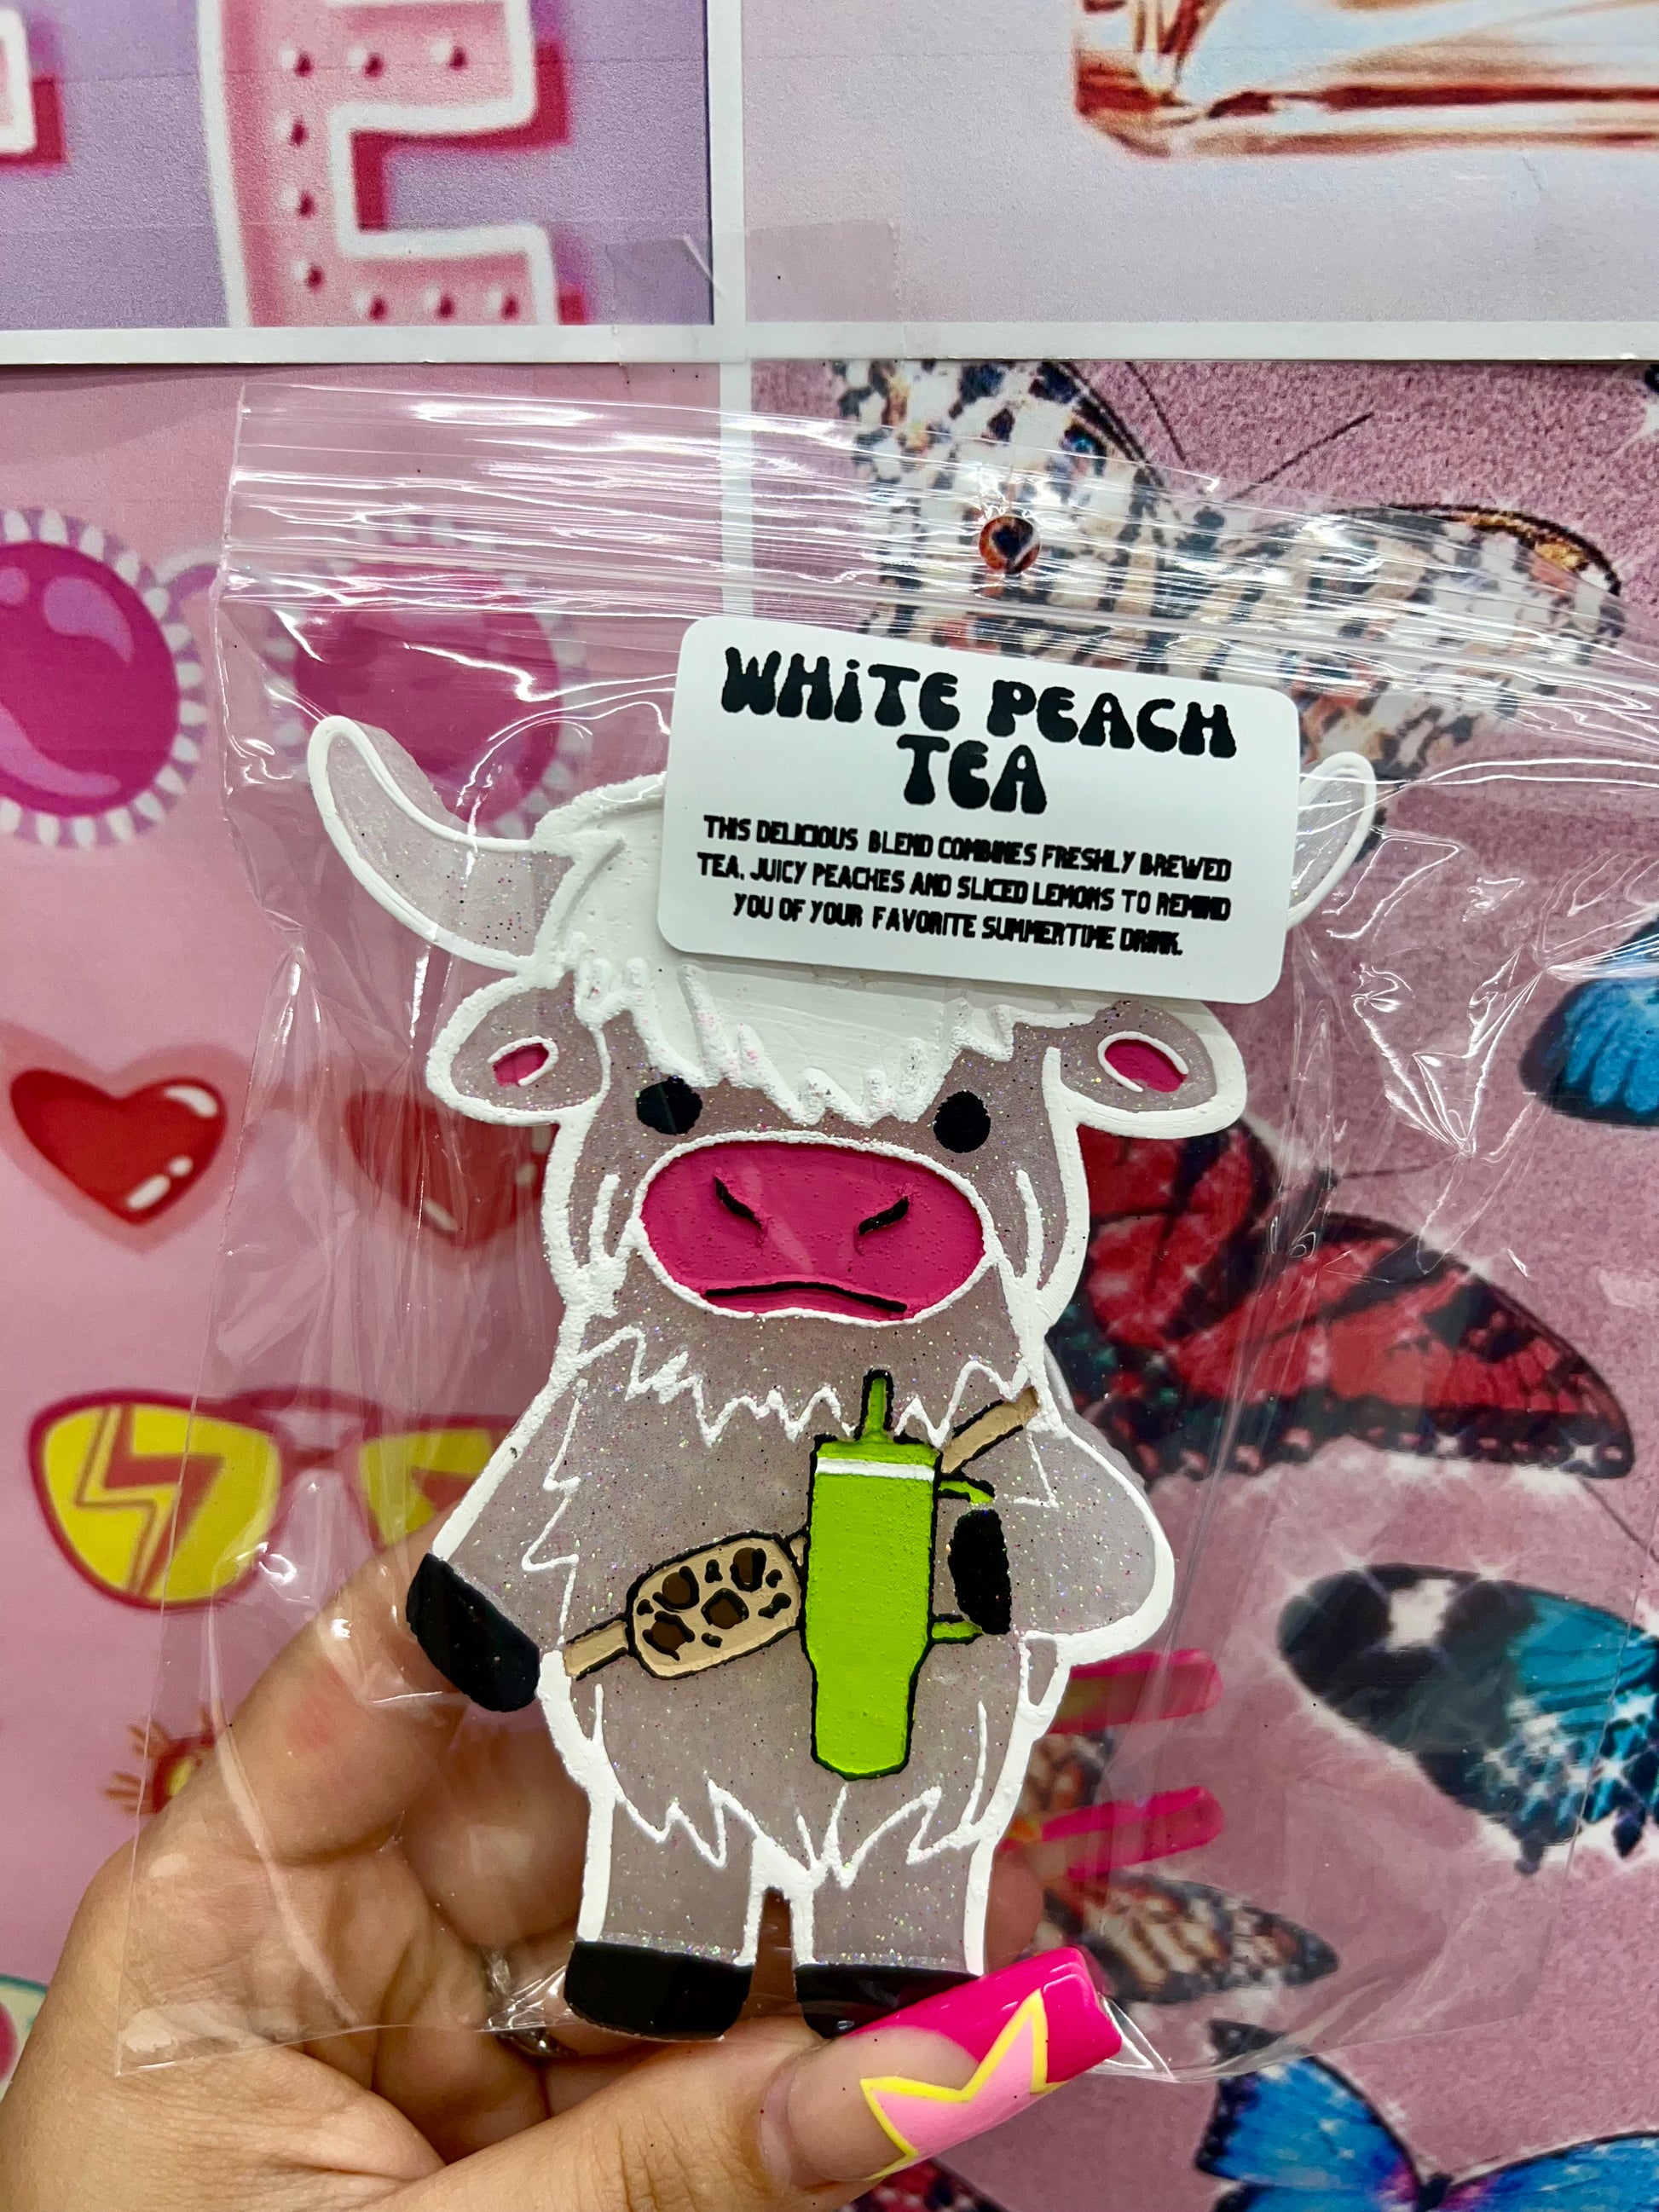 WHiTE PEACH
TEA
THIS DELICIOUS BLEND COMBINES FRESHLY BREWED
TEA, JUICY PEACHES AND SLICED LEMONS TO REMIND
YOU OF YOUR FAVORITE SUMMERTIME DRINK.